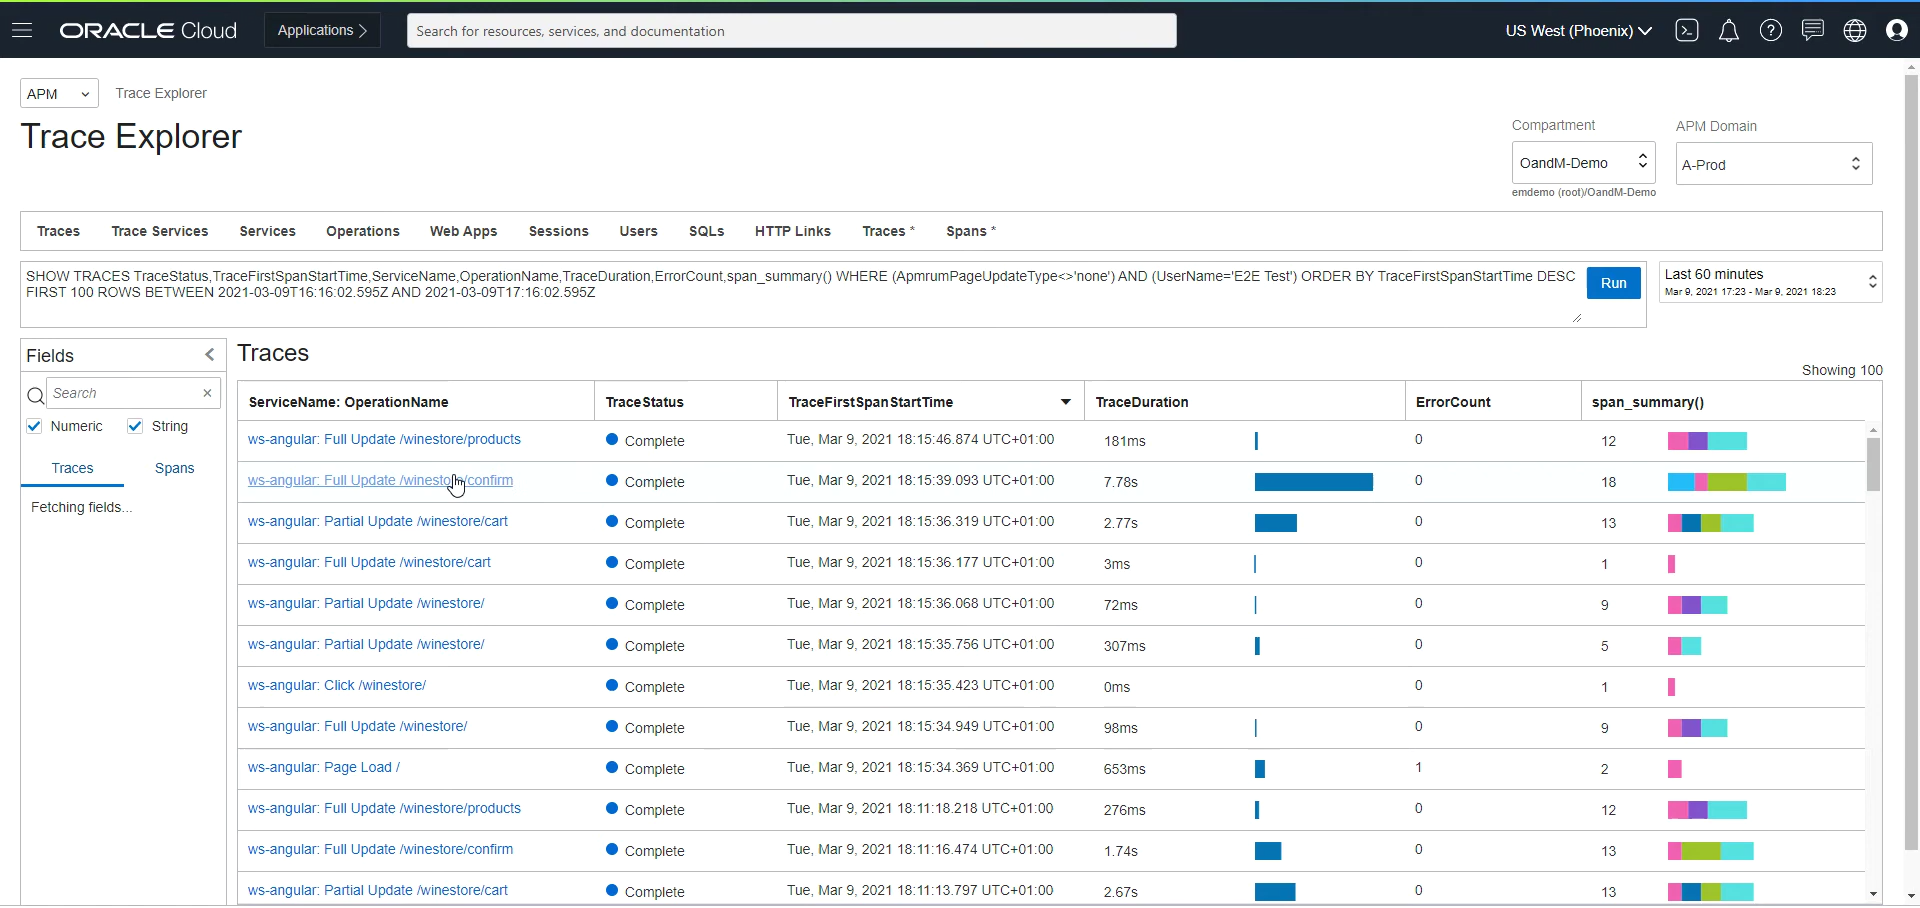 ORACLE Cloud
Applications
Search for resources, services, and documentation
US West (Phoenix)
APM
Trace Explorer
Trace Explorer
Compartment
APM Domain
OandM-Demo
A-Prod
emdemo (root)/OandM-Demo
Traces Trace Services Services Operations Web Apps Sessions Users SQLs HTTP Links Traces * Spans *
SHOW TRACES TraceStatus,TraceFirstSpanStartTime,ServiceName,OperationName,TraceDuration,ErrorCount,span_summary() WHERE (ApmrumPageUpdateType<>'none') AND (UserName='E2E Test') ORDER BY TraceFirstSpanStartTime DESC
FIRST 100 ROWS BETWEEN 2021-03-09T16:16:02.595Z AND 2021-03-09T17:16:02.595Z
Run
Last 60 minutes
Mar 9, 2021 17:23 - Mar 9, 2021 18:23
Fields
Search
Numeric String
Traces Spans
Fetching fields...
Traces
Showing 100
ServiceName: OperationName TraceStatus TraceFirstSpanStartTime TraceDuration ErrorCount span_summary()
ws-angular: Full Update /winestore/products Complete Tue, Mar 9, 2021 18:15:46.874 UTC+01:00 181ms 0 12
ws-angular: Full Update /winestore/confirm Complete Tue, Mar 9, 2021 18:15:39.093 UTC+01:00 7.78s 0 18
ws-angular: Partial Update /winestore/cart Complete Tue, Mar 9, 2021 18:15:36.319 UTC+01:00 2.77s 0 13
ws-angular: Full Update /winestore/cart Complete Tue, Mar 9, 2021 18:15:36.177 UTC+01:00 3ms 0 1
ws-angular: Partial Update /winestore/ Complete Tue, Mar 9, 2021 18:15:36.068 UTC+01:00 72ms 0 9
ws-angular: Partial Update /winestore/ Complete Tue, Mar 9, 2021 18:15:35.756 UTC+01:00 307ms 0 5
ws-angular: Click /winestore/ Complete Tue, Mar 9, 2021 18:15:35.423 UTC+01:00 0ms 0 1
ws-angular: Full Update /winestore/ Complete Tue, Mar 9, 2021 18:15:34.949 UTC+01:00 98ms 0 9
ws-angular: Page Load / Complete Tue, Mar 9, 2021 18:15:34.369 UTC+01:00 653ms 1 2
ws-angular: Full Update /winestore/products Complete Tue, Mar 9, 2021 18:11:18.218 UTC+01:00 276ms 0 12
ws-angular: Full Update /winestore/confirm Complete Tue, Mar 9, 2021 18:11:16.474 UTC+01:00 1.74s 0 13
ws-angular: Partial Update /winestore/cart Complete Tue, Mar 9, 2021 18:11:13.797 UTC+01:00 2.67s 0 13